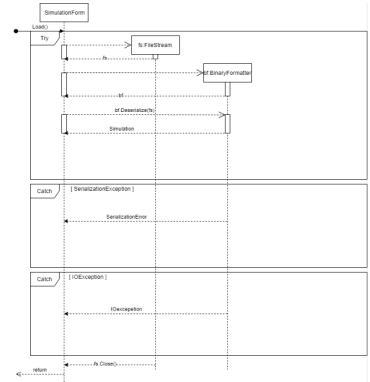 SimulationForm
Load()
Try
fs:FileStream
fs
bf:BinaryFormatter
bf
bf.Deserialize(fs)
Simulation
Catch
[ SerializationException ]
SerializationError
Catch
[ IOException ]
IOexcepetion
fs.Close()
return